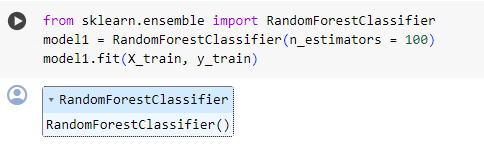 from sklearn.ensemble import RandomForestClassifier
model1 = RandomForestClassifier(n_estimators = 100)
model1.fit(X_train, y_train)
RandomForestClassifier
RandomForestClassifier()